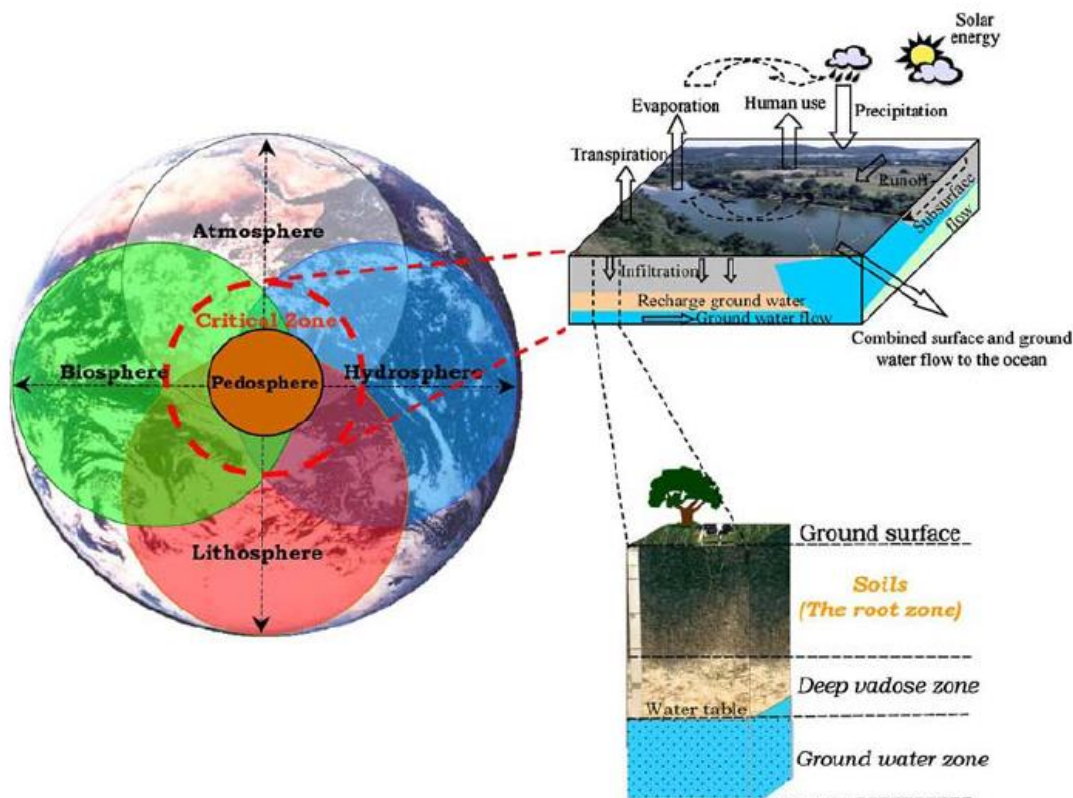 Atmosphere
Critical Zone
Biosphere
Pedosphere
Hydrosphere
Lithosphere
Solar
energy
Evaporation
Human use
Precipitation
Transpiration
Runoff
Subsurface
flow
Infiltration
Recharge ground water
Ground water flow
Combined surface and ground
water flow to the ocean
Ground surface
Soils
(The root zone)
Deep vadose zone
Water table
Ground water zone